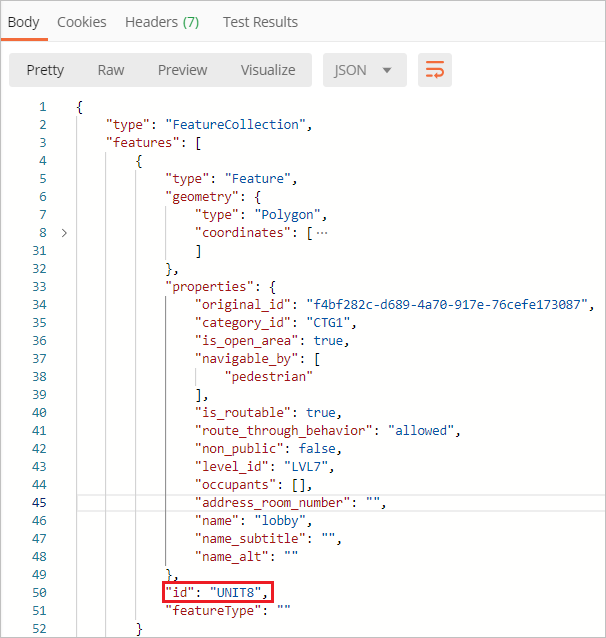 Body Cookies Headers (7) Test Results
Pretty Raw Preview Visualize JSON
1 {
2 "type": "FeatureCollection",
3 "features": [
4 {
5 "type": "Feature",
6 "geometry": {
7 "type": "Polygon",
8 "coordinates": [ ···
31 ]
32 },
33 "properties": {
34 "original_id": "f4bf282c-d689-4a70-917e-76cefe173087",
35 "category_id": "CTG1",
36 "is_open_area": true,
37 "navigable_by": [
38 "pedestrian"
39 ],
40 "is_routable": true,
41 "route_through_behavior": "allowed",
42 "non_public": false,
43 "level_id": "LVL7",
44 "occupants": [],
45 "address_room_number": "",
46 "name": "lobby",
47 "name_subtitle": "",
48 "name_alt": ""
49 },
50 "id": "UNIT8",
51 "featureType": ""
52 }